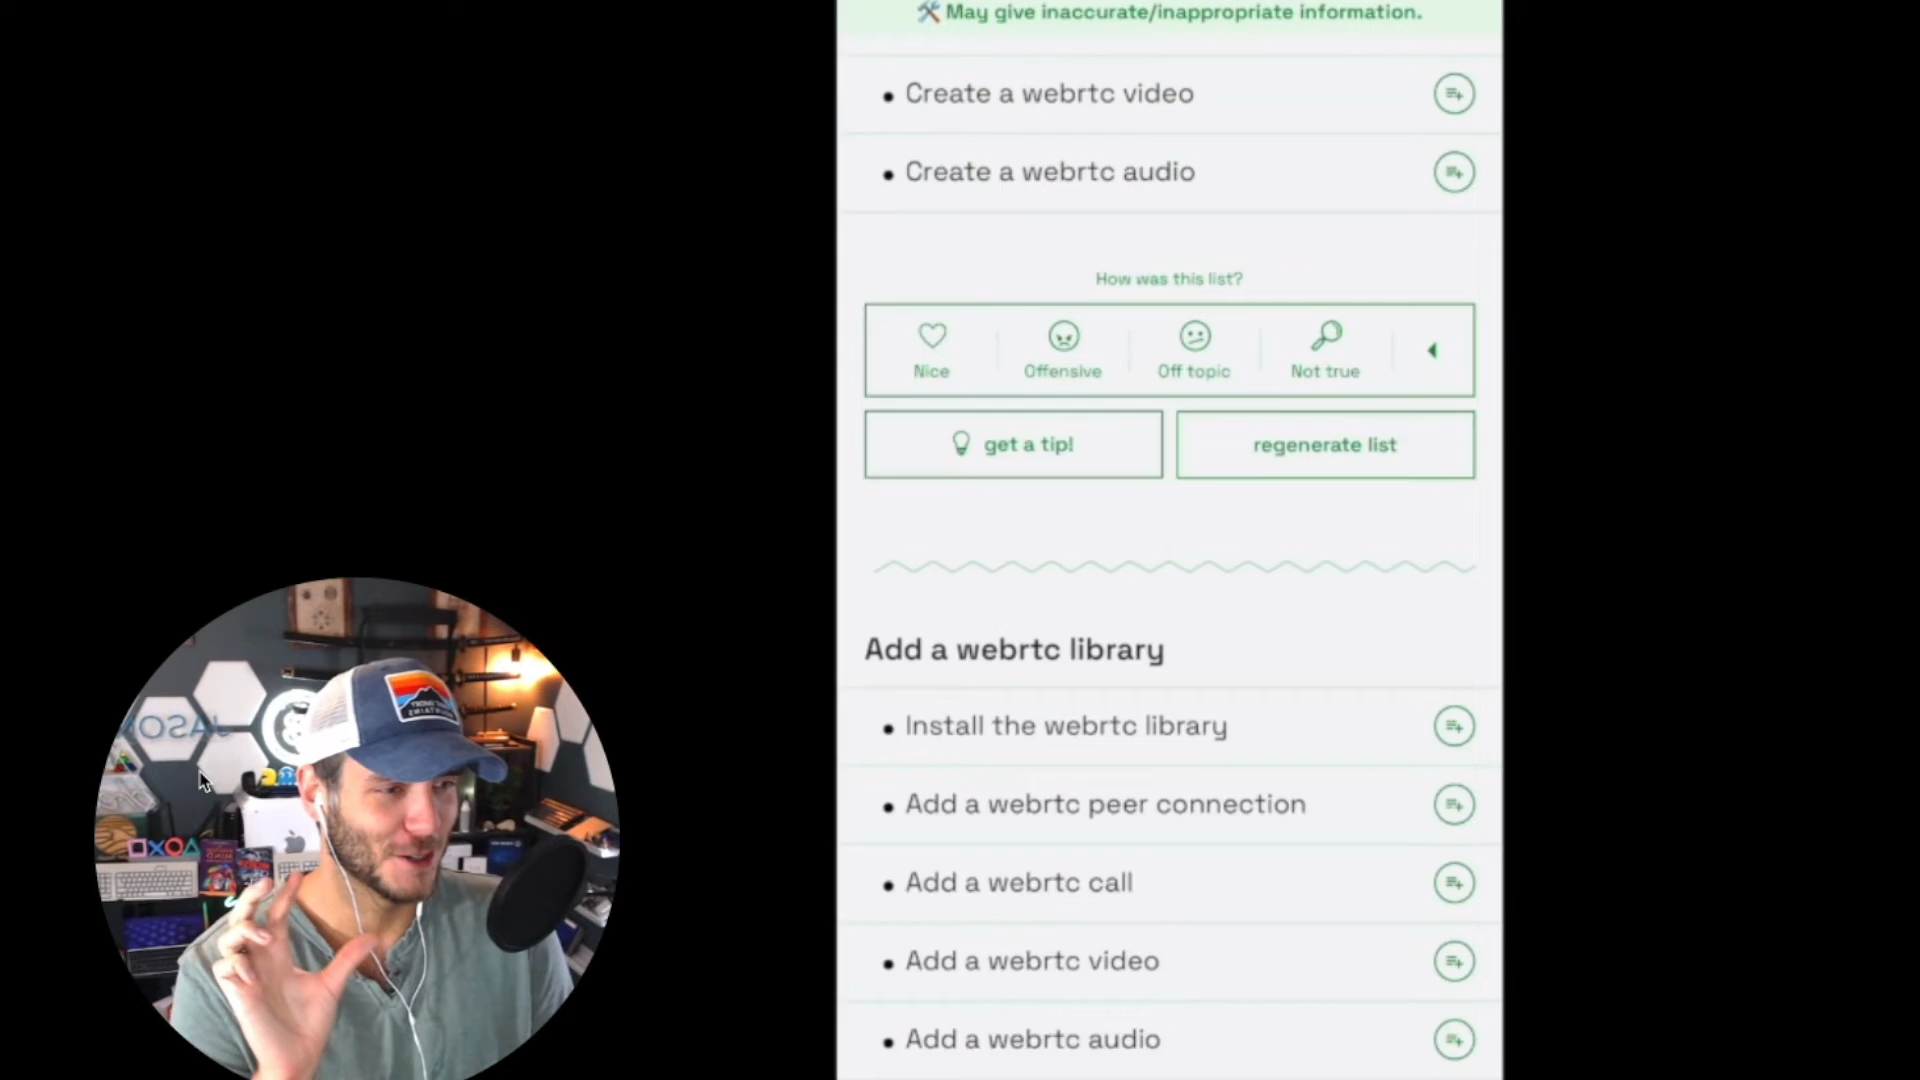 May give inaccurate/inappropriate information.
Create a webrtc video
Create a webrtc audio
How was this list?
Nice
Offensive
Off topic
Not true
get a tip!
regenerate list
Add a webrtc library
Install the webrtc library
Add a webrtc peer connection
Add a webrtc call
Add a webrtc video
Add a webrtc audio
JASON